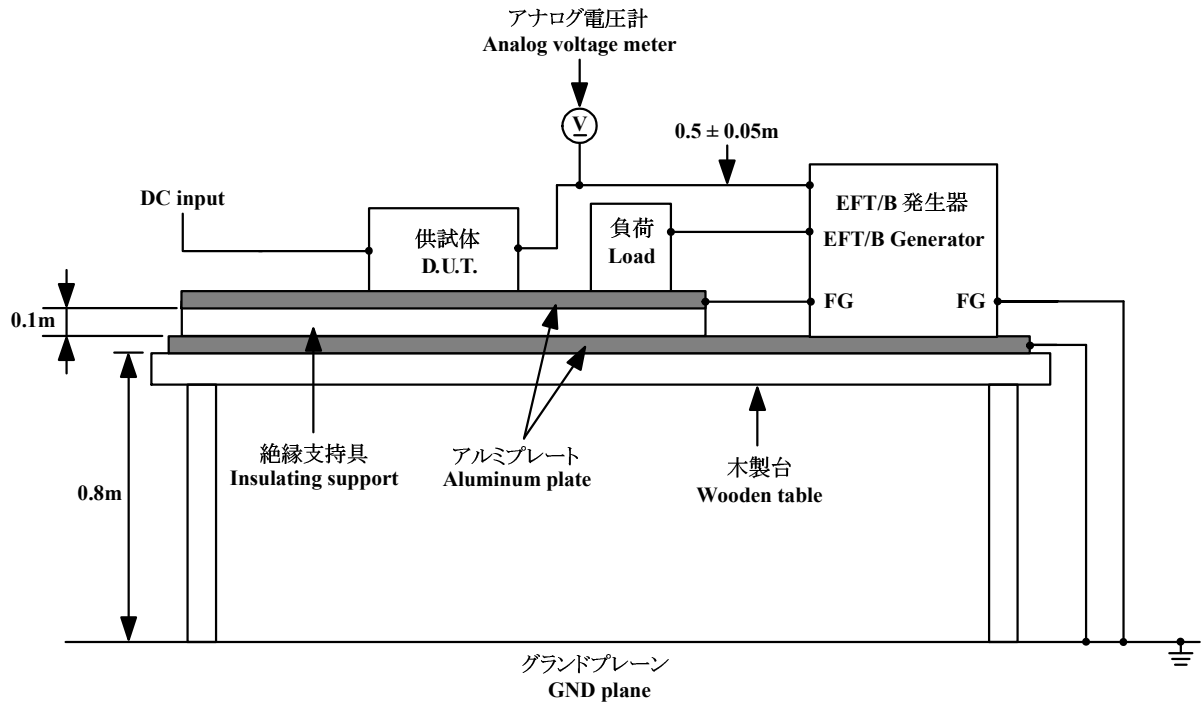 アナログ電圧計
Analog voltage meter
V
0.5 ± 0.05m
DC input
供試体
D.U.T.
負荷
Load
EFT/B 発生器
EFT/B Generator
FG
FG
0.1m
絶縁支持具
Insulating support
アルミプレート
Aluminum plate
木製台
Wooden table
0.8m
グランドプレーン
GND plane